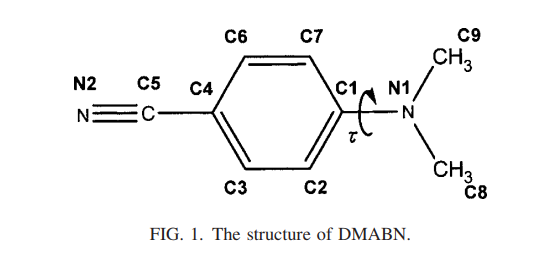 C9
C6 C7 CH3
N2 C5 C4 C1 N1
N C N
τ
CH3
C3 C2 C8
FIG. 1. The structure of DMABN.